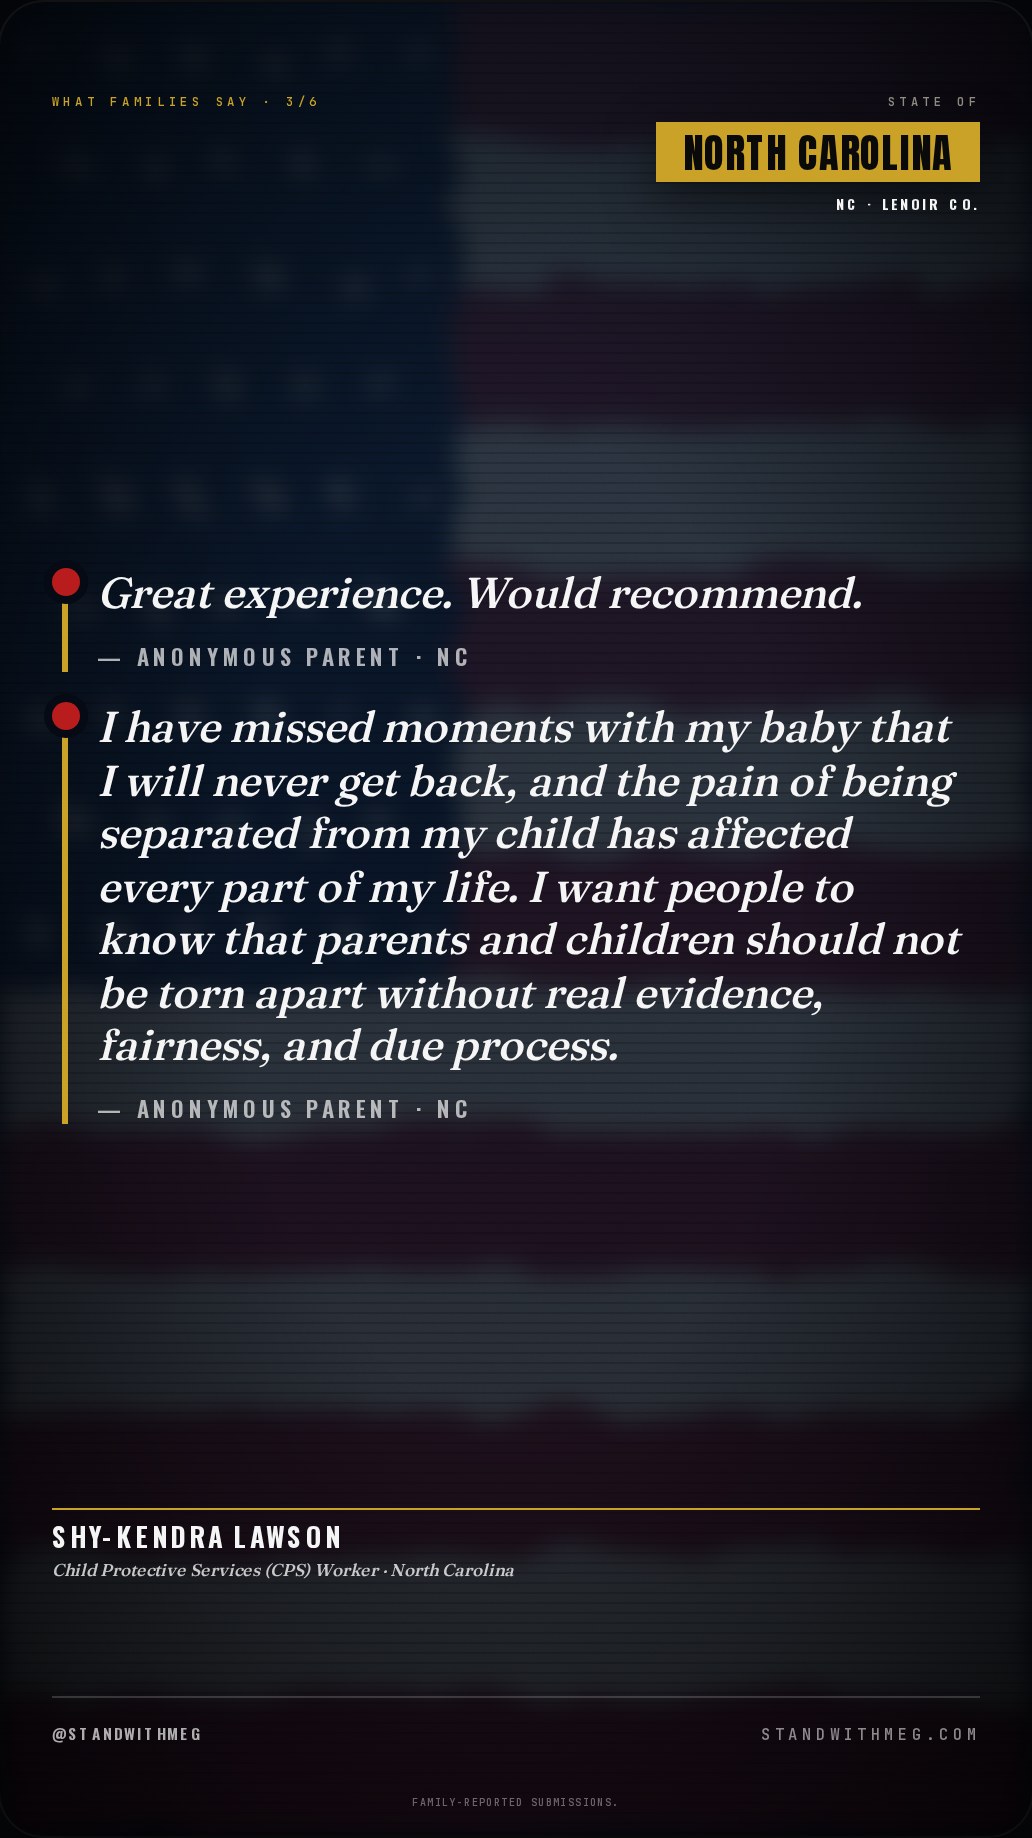 WHAT FAMILIES SAY · 3/6
STATE OF
NORTH CAROLINA
NC · LENOIR CO.
Great experience. Would recommend.
— ANONYMOUS PARENT · NC
I have missed moments with my baby that
I will never get back, and the pain of being
separated from my child has affected
every part of my life. I want people to
know that parents and children should not
be torn apart without real evidence,
fairness, and due process.
— ANONYMOUS PARENT · NC
SHY-KENDRA LAWSON
Child Protective Services (CPS) Worker · North Carolina
@STANDWITHMEG
STANDWITHMEG.COM
FAMILY-REPORTED SUBMISSIONS.